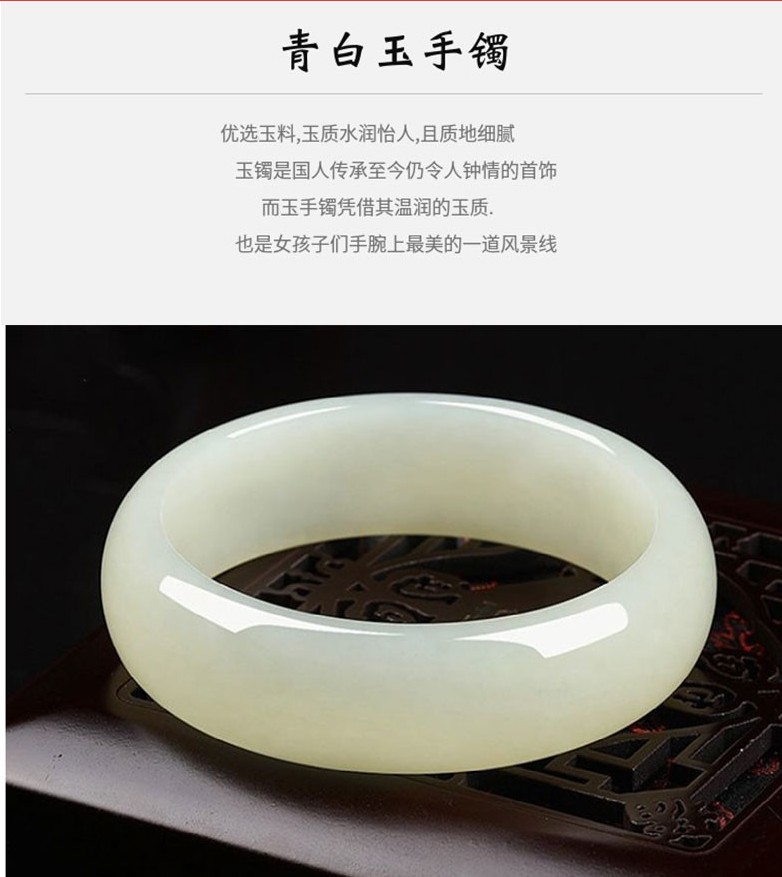 青白玉手镯
优选玉料,玉质水润怡人,且质地细腻
玉镯是国人传承至今仍令人钟情的首饰
而玉手镯凭借其温润的玉质.
也是女孩子们手腕上最美的一道风景线